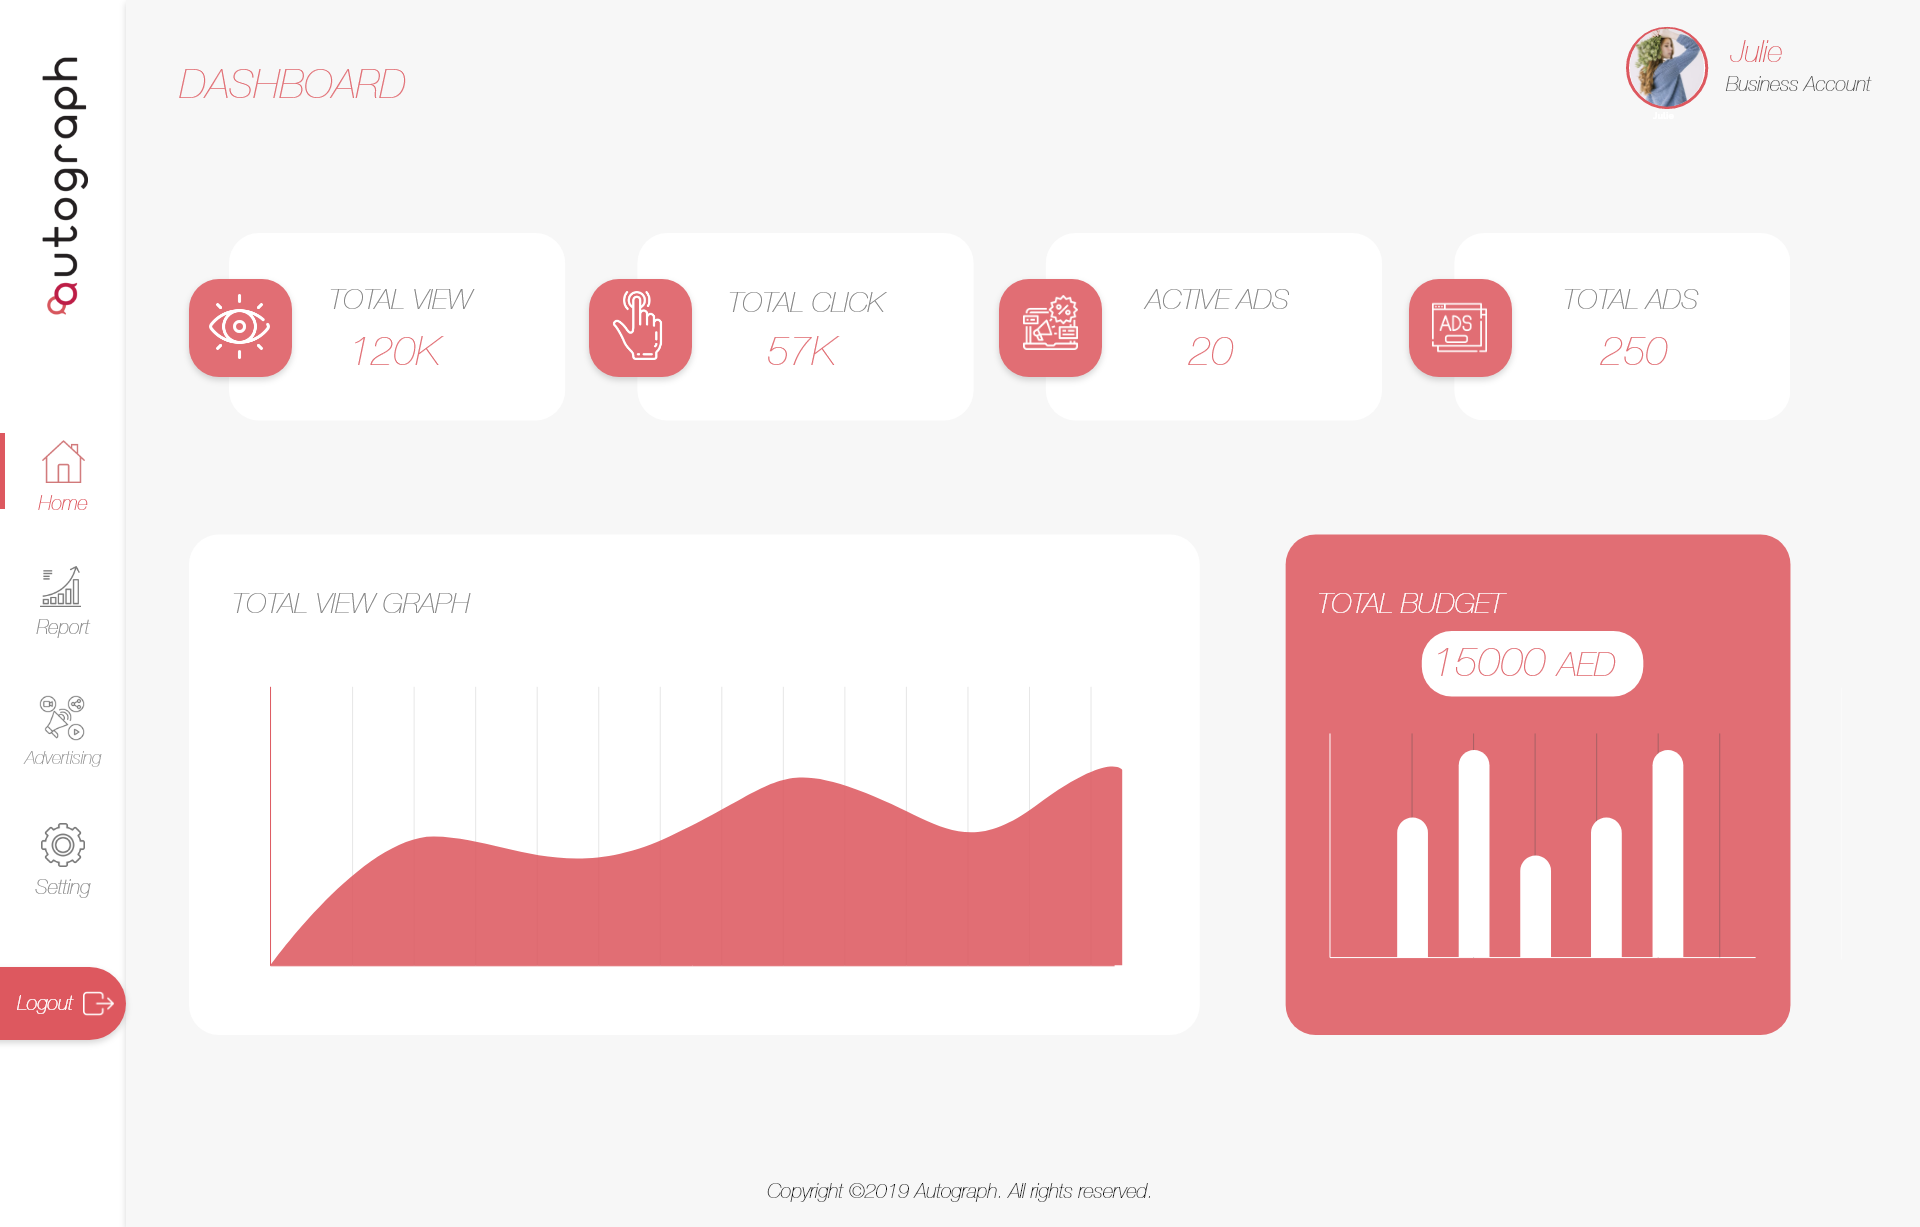 autograph
DASHBOARD
Julie
Business Account
TOTAL VIEW
120K
TOTAL CLICK
57K
ACTIVE ADS
20
ADS
TOTAL ADS
250
Home
Report
Advertising
Setting
Logout
TOTAL VIEW GRAPH
TOTAL BUDGET
15000 AED
Copyright ©2019 Autograph. All rights reserved.